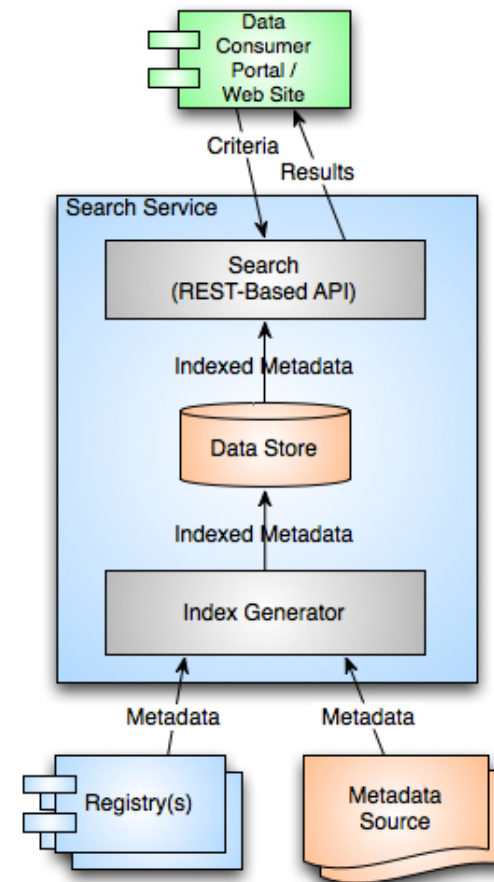 Data
Consumer
Portal /
Web Site
Criteria
Results
Search Service
Search
(REST-Based API)
Indexed Metadata
Data Store
Indexed Metadata
Index Generator
Metadata
Metadata
Registry(s)
Metadata
Source